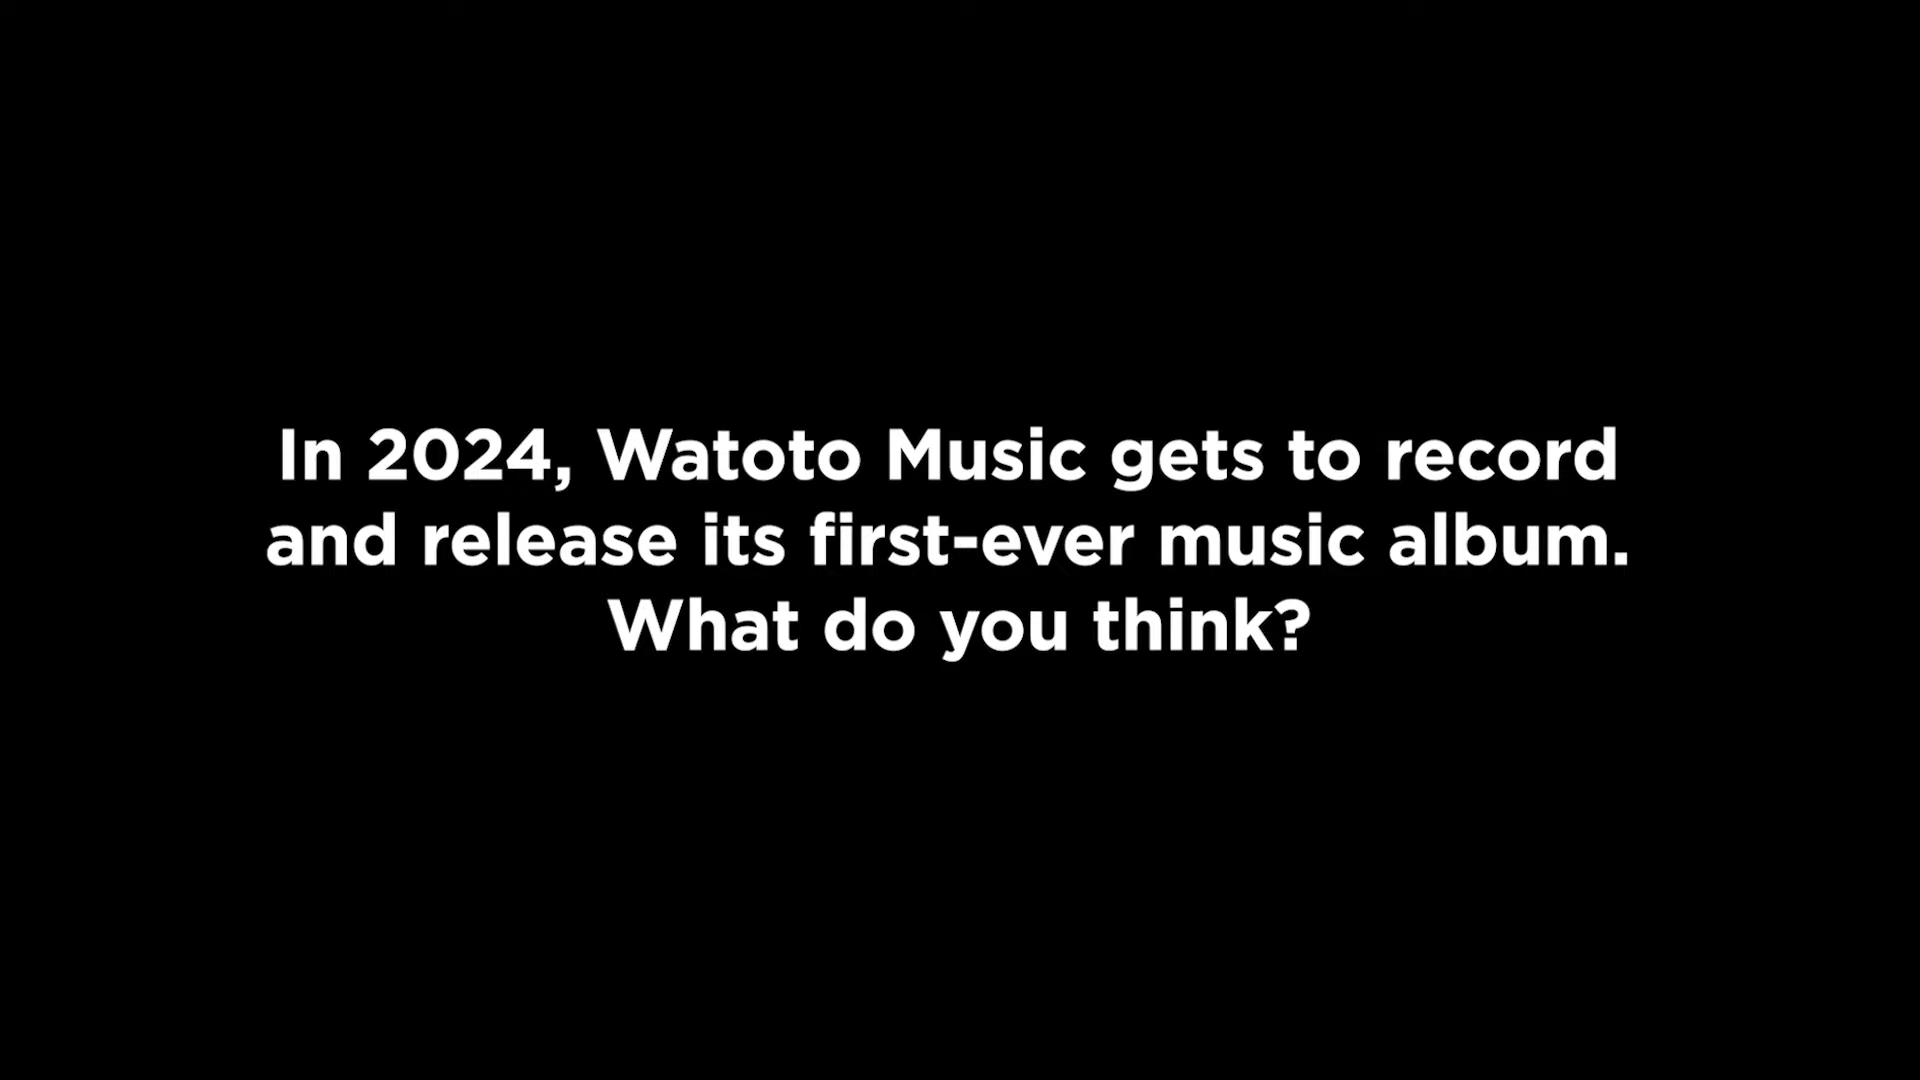 In 2024, Watoto Music gets to record
and release its first-ever music album.
What do you think?